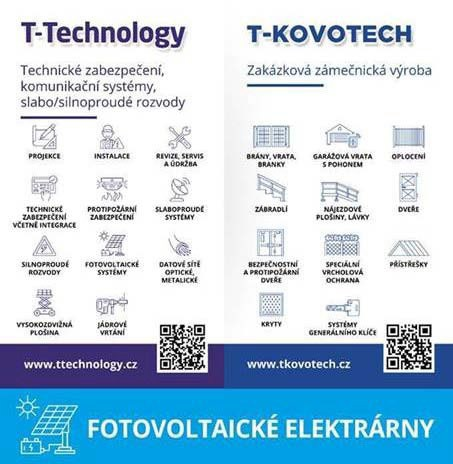 T-Technology
Technické zabezpečení,
komunikační systémy,
slabo/silnoproudé rozvody
PROJEKCE
INSTALACE
REVIZE, SERVIS
A ÚDRŽBA
TECHNICKÉ
ZABEZPEČENÍ
VČETNĚ INTEGRACE
PROTIPOŽÁRNÍ
ZABEZPEČENÍ
SLABOPROUDÉ
SYSTÉMY
SILNOPROUDÉ
ROZVODY
FOTOVOLTAICKÉ
SYSTÉMY
DATOVÉ SÍTĚ
OPTICKÉ,
METALICKÉ
VYSOKOZDVIŽNÁ
PLOŠINA
JÁDROVÉ
VRTÁNÍ
www.ttechnology.cz
T-KOVOTECH
Zakázková zámečnická výroba
BRÁNY, VRATA,
BRANKY
GARÁŽOVÁ VRATA
S POHONEM
OPLOCENÍ
ZÁBRADLÍ
NÁJEZDOVÉ
PLOŠINY, LÁVKY
DVEŘE
BEZPEČNOSTNÍ
A PROTIPOŽÁRNÍ
DVEŘE
SPECIÁLNÍ
VRCHOLOVÁ
OCHRANA
PŘÍSTŘEŠKY
KRYTY
SYSTÉMY
GENERÁLNÍHO KLÍČE
www.tkovotech.cz
FOTOVOLTAICKÉ ELEKTRÁRNY